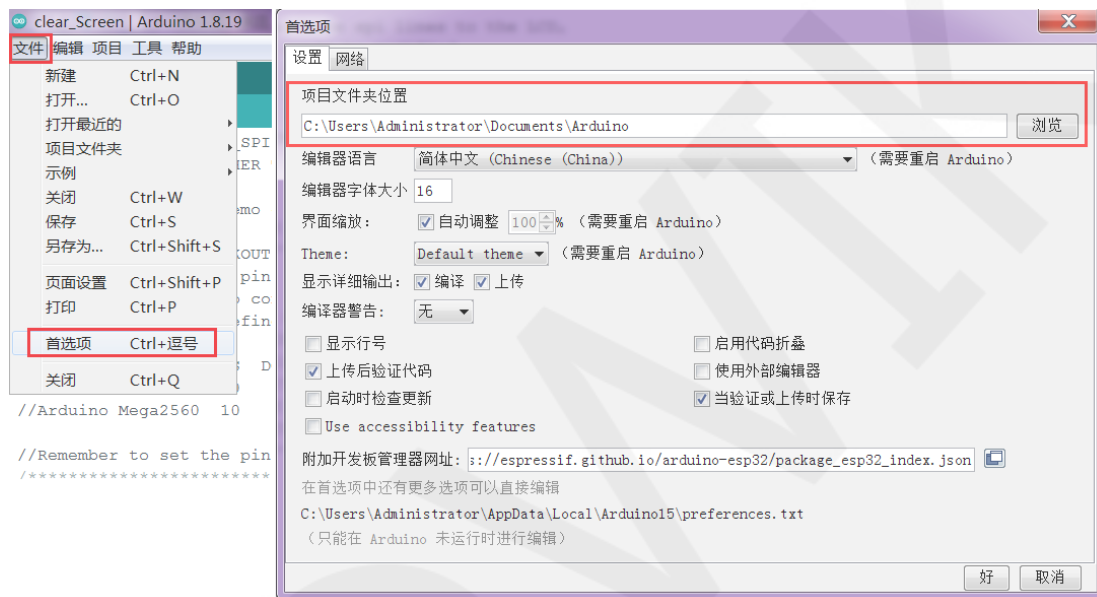 clear_Screen | Arduino 1.8.19
文件 编辑 项目 工具 帮助
新建 Ctrl+N
打开... Ctrl+O
打开最近的
项目文件夹
示例
关闭 Ctrl+W
保存 Ctrl+S
另存为... Ctrl+Shift+S
页面设置 Ctrl+Shift+P
打印 Ctrl+P
首选项 Ctrl+逗号
关闭 Ctrl+Q
_SPI
pin
//Arduino Mega2560 10
//Remember to set the pin
/**************************
首选项
设置 网络
项目文件夹位置
C:\Users\Administrator\Documents\Arduino 浏览
编辑器语言 简体中文 (Chinese (China)) (需要重启 Arduino)
编辑器字体大小 16
界面缩放: 自动调整 100 % (需要重启 Arduino)
Theme: Default theme (需要重启 Arduino)
显示详细输出: 编译 上传
编译器警告: 无
显示行号 启用代码折叠
上传后验证代码 使用外部编辑器
启动时检查更新 当验证或上传时保存
Use accessibility features
附加开发板管理器网址: s://espressif.github.io/arduino-esp32/package_esp32_index.json
在首选项中还有更多选项可以直接编辑
C:\Users\Administrator\AppData\Local\Arduino15\preferences.txt
(只能在 Arduino 未运行时进行编辑)
好 取消